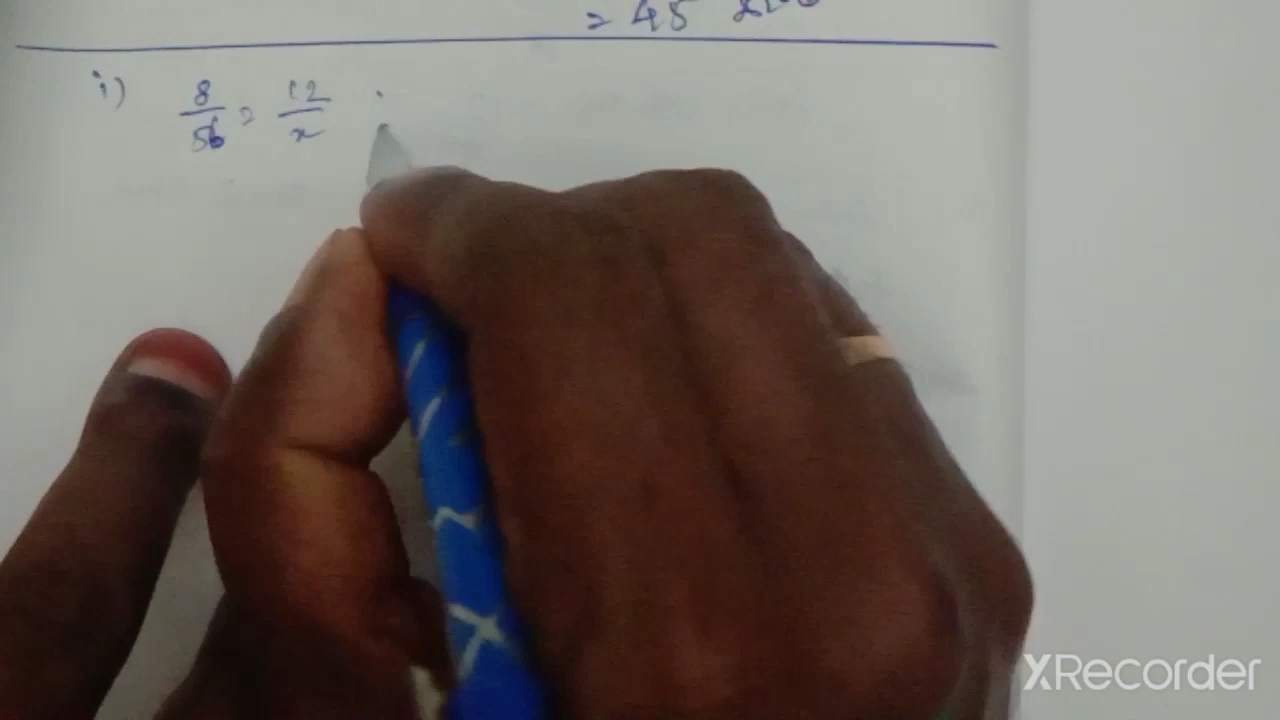 = 45
i) 8/56 = 12/x
XRecorder